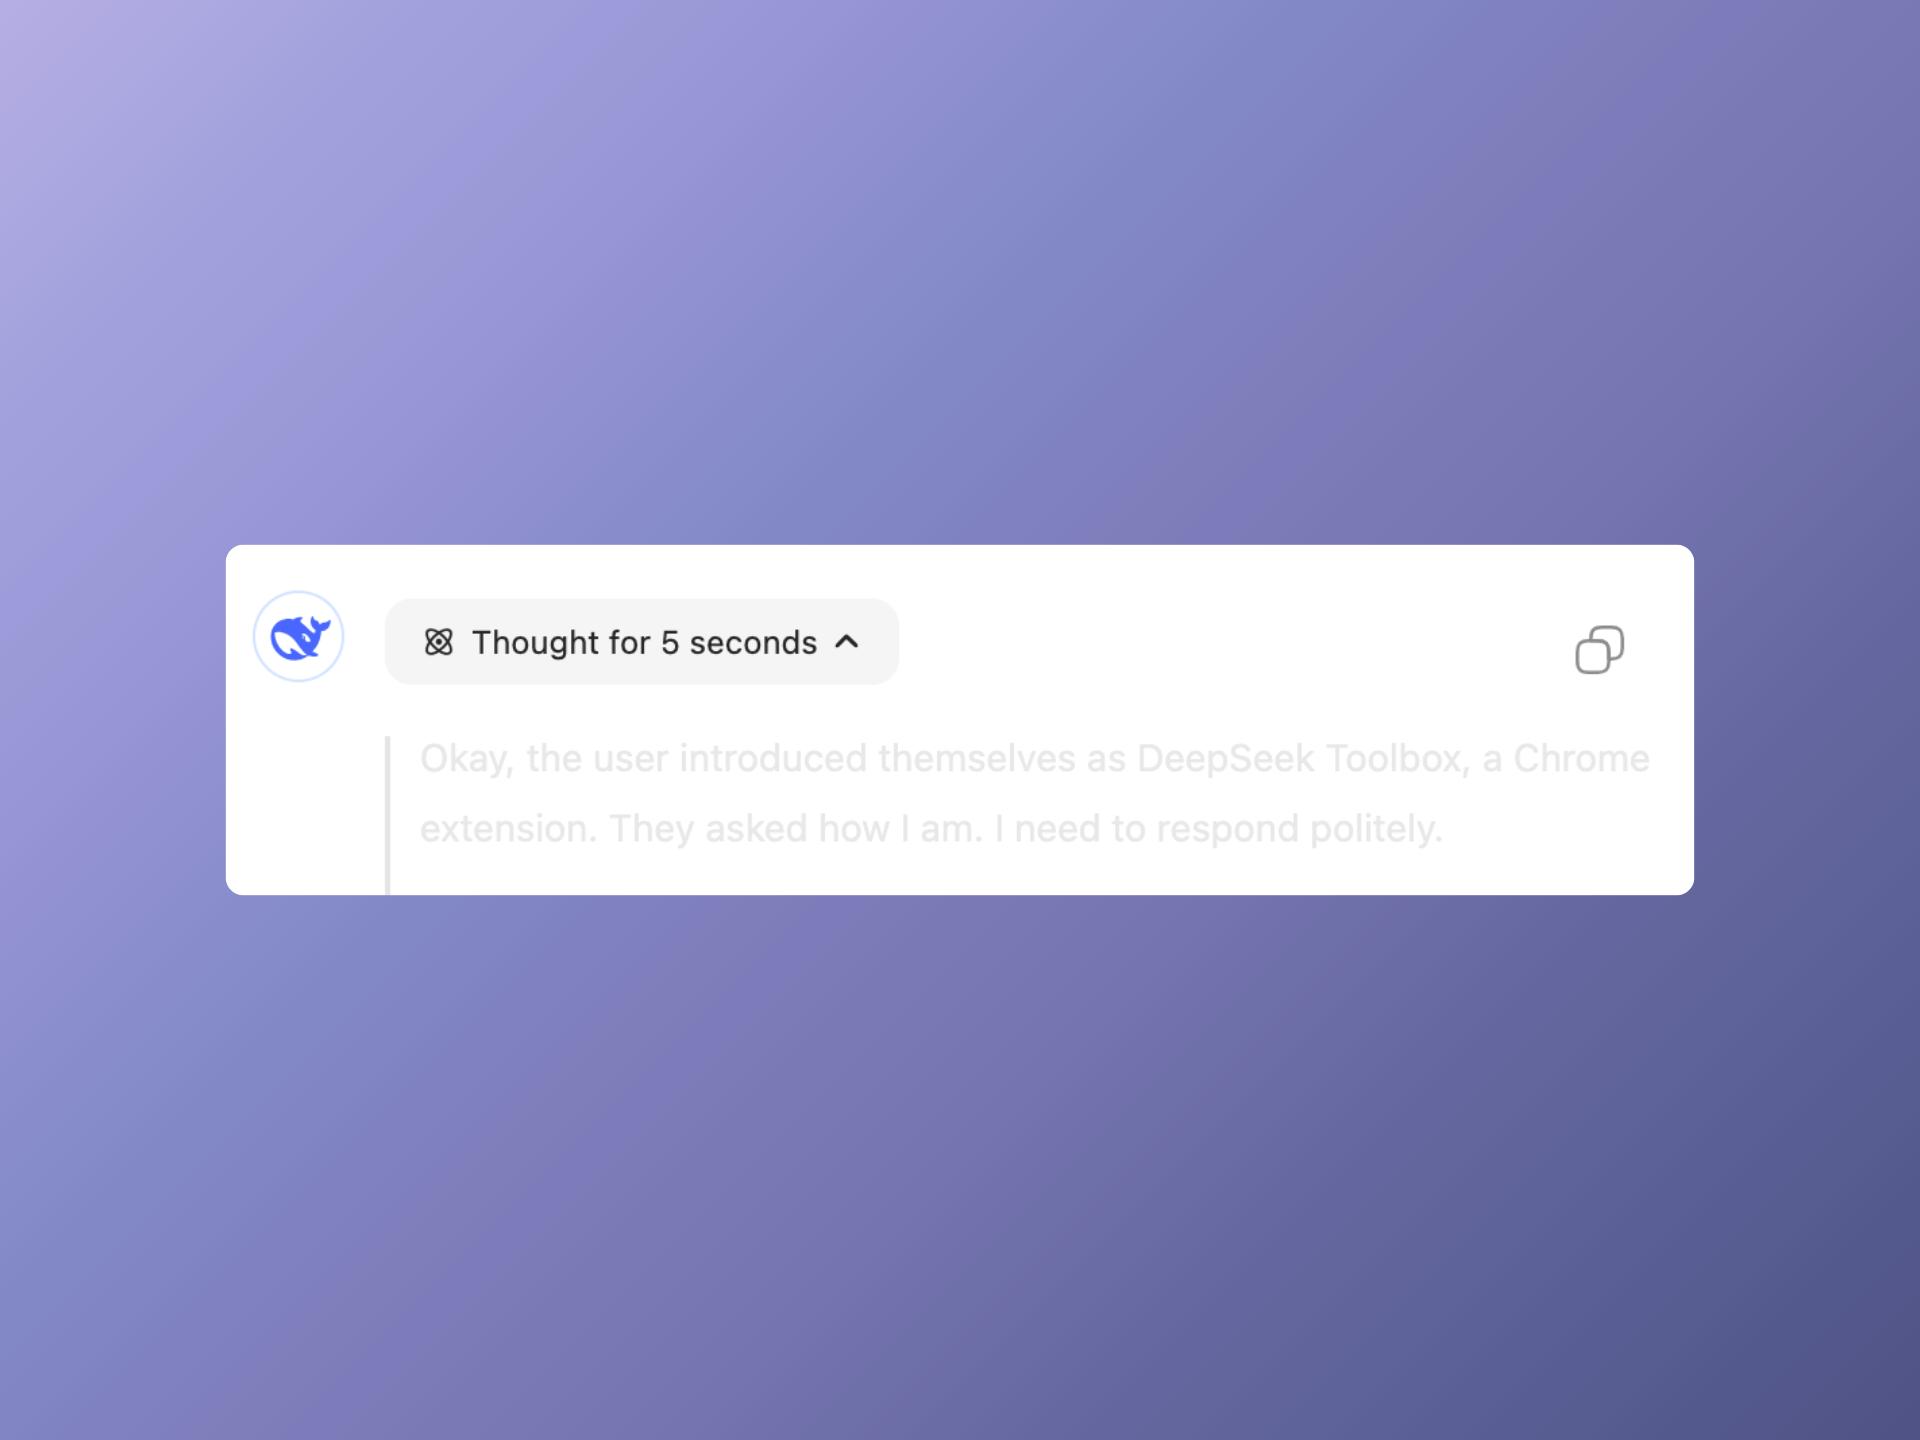 Thought for 5 seconds
Okay, the user introduced themselves as DeepSeek Toolbox, a Chrome
extension. They asked how I am. I need to respond politely.